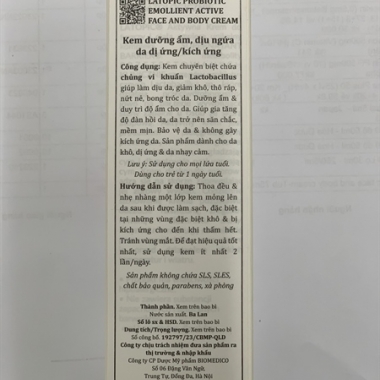 LATOPIC PROBIOTIC
EMOLLIENT ACTIVE
FACE AND BODY CREAM
Kem dưỡng ẩm, dịu ngứa
da dị ứng/kích ứng
Công dụng: Kem chuyên biệt chứa
chủng vi khuẩn Lactobacillus
giúp làm dịu da, giảm khô, thô ráp,
nứt nẻ, bong tróc da. Dưỡng ẩm &
duy trì độ ẩm cho da. Giúp gia tăng
độ đàn hồi da, da trở nên săn chắc,
mềm mịn. Bảo vệ da & không gây
kích ứng da. Sản phẩm dành cho da
khô, dị ứng & da nhạy cảm.
Lưu ý: Sử dụng cho mọi lứa tuổi.
Dùng cho trẻ từ 1 ngày tuổi.
Hướng dẫn sử dụng: Thoa đều &
nhẹ nhàng một lớp kem mỏng lên
da sau khi được làm sạch, đặc biệt
tại những vùng đặc biệt khô & bị
kích ứng cho đến khi thấm hết.
Tránh vùng mắt. Để đạt hiệu quả tốt
nhất, sử dụng kem ít nhất 2
lần/ngày.
Sản phẩm không chứa SLS, SLES,
chất bảo quản, parabens, xà phòng
Thành phần. Xem trên bao bì
Nước sản xuất. Ba Lan
Số lô sx & HSD. Xem trên bao bì
Dung tích/Trọng lượng. Xem trên bao bì
Số công bố. 192797/23/CBMP-QLD
Công ty chịu trách nhiệm đưa sản phẩm ra
thị trường & nhập khẩu
Công ty CP Dược Mỹ phẩm BIOMEDICO
Số 06 Đặng Văn Ngữ,
Trung Tự, Đống Đa, Hà Nội